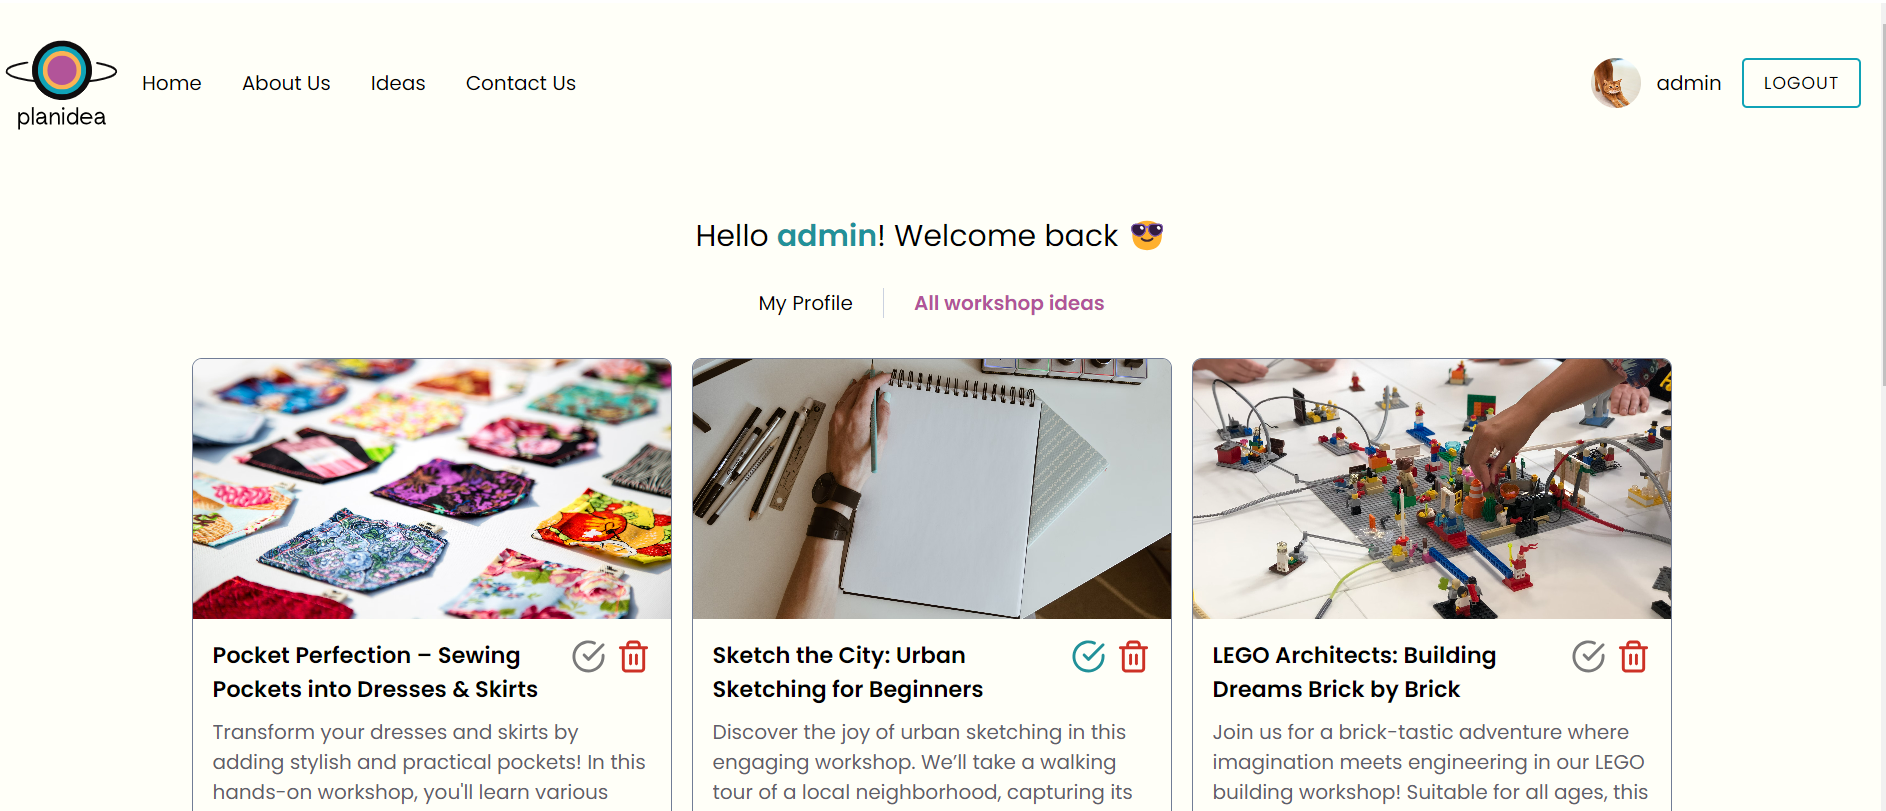 planidea
Home
About Us
Ideas
Contact Us
admin
LOGOUT
Hello admin! Welcome back
My Profile
All workshop ideas
Pocket Perfection – Sewing
Pockets into Dresses & Skirts
Transform your dresses and skirts by
adding stylish and practical pockets! In this
hands-on workshop, you'll learn various
Sketch the City: Urban
Sketching for Beginners
Discover the joy of urban sketching in this
engaging workshop. We’ll take a walking
tour of a local neighborhood, capturing its
LEGO Architects: Building
Dreams Brick by Brick
Join us for a brick-tastic adventure where
imagination meets engineering in our LEGO
building workshop! Suitable for all ages, this